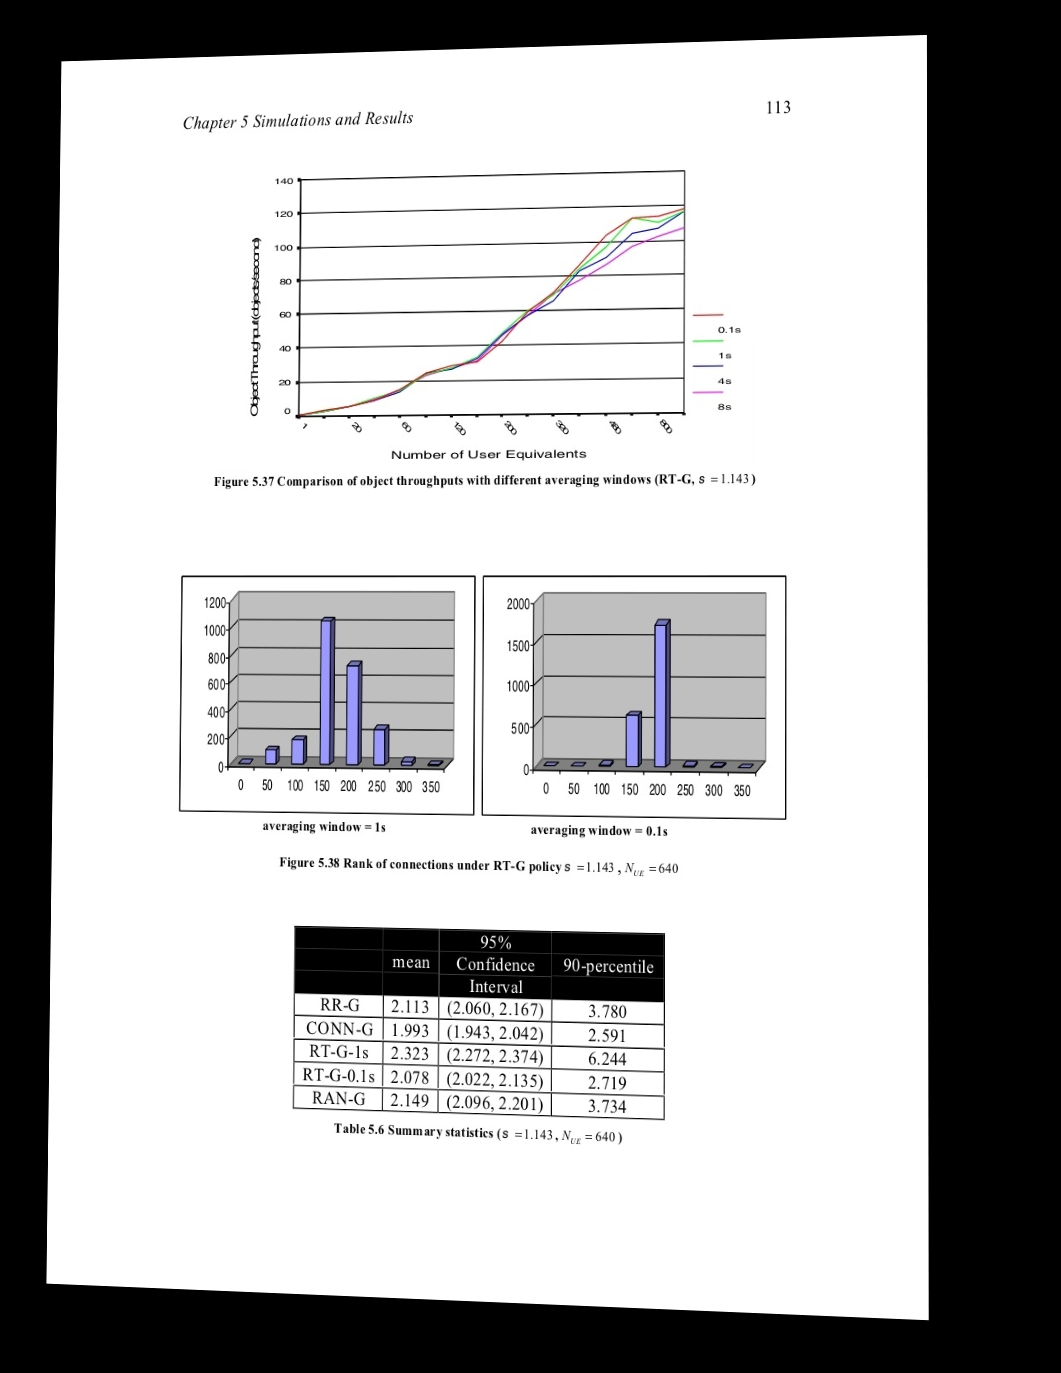 Chapter 5 Simulations and Results
113
140
120
100
80
60
40
20
0
Object Throughput (objects/second)
1
20
60
120
200
320
480
600
Number of User Equivalents
0.1s
1s
4s
8s
Figure 5.37 Comparison of object throughputs with different averaging windows (RT-G, s = 1.143)
1200
1000
800
600
400
200
0
0 50 100 150 200 250 300 350
averaging window = 1s
2000
1500
1000
500
0
0 50 100 150 200 250 300 350
averaging window = 0.1s
Figure 5.38 Rank of connections under RT-G policy s = 1.143 , N_UE = 640
mean 95% Confidence Interval 90-percentile
RR-G 2.113 (2.060, 2.167) 3.780
CONN-G 1.993 (1.943, 2.042) 2.591
RT-G-1s 2.323 (2.272, 2.374) 6.244
RT-G-0.1s 2.078 (2.022, 2.135) 2.719
RAN-G 2.149 (2.096, 2.201) 3.734
Table 5.6 Summary statistics (s = 1.143, N_UE = 640)